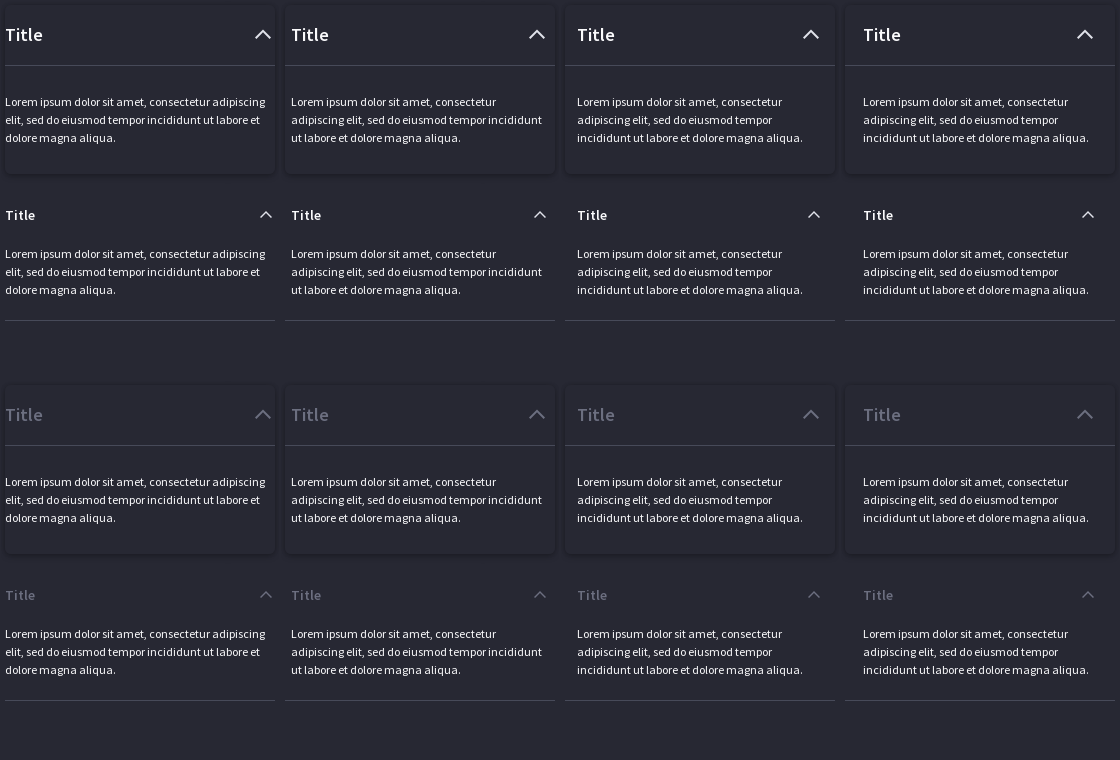 Title
Title
Title
Title
Lorem ipsum dolor sit amet, consectetur adipiscing
elit, sed do eiusmod tempor incididunt ut labore et
dolore magna aliqua.
Lorem ipsum dolor sit amet, consectetur
adipiscing elit, sed do eiusmod tempor incididunt
ut labore et dolore magna aliqua.
Lorem ipsum dolor sit amet, consectetur
adipiscing elit, sed do eiusmod tempor
incididunt ut labore et dolore magna aliqua.
Lorem ipsum dolor sit amet, consectetur
adipiscing elit, sed do eiusmod tempor
incididunt ut labore et dolore magna aliqua.
Title
Title
Title
Title
Lorem ipsum dolor sit amet, consectetur adipiscing
elit, sed do eiusmod tempor incididunt ut labore et
dolore magna aliqua.
Lorem ipsum dolor sit amet, consectetur
adipiscing elit, sed do eiusmod tempor incididunt
ut labore et dolore magna aliqua.
Lorem ipsum dolor sit amet, consectetur
adipiscing elit, sed do eiusmod tempor
incididunt ut labore et dolore magna aliqua.
Lorem ipsum dolor sit amet, consectetur
adipiscing elit, sed do eiusmod tempor
incididunt ut labore et dolore magna aliqua.
Title
Title
Title
Title
Lorem ipsum dolor sit amet, consectetur adipiscing
elit, sed do eiusmod tempor incididunt ut labore et
dolore magna aliqua.
Lorem ipsum dolor sit amet, consectetur
adipiscing elit, sed do eiusmod tempor incididunt
ut labore et dolore magna aliqua.
Lorem ipsum dolor sit amet, consectetur
adipiscing elit, sed do eiusmod tempor
incididunt ut labore et dolore magna aliqua.
Lorem ipsum dolor sit amet, consectetur
adipiscing elit, sed do eiusmod tempor
incididunt ut labore et dolore magna aliqua.
Title
Title
Title
Title
Lorem ipsum dolor sit amet, consectetur adipiscing
elit, sed do eiusmod tempor incididunt ut labore et
dolore magna aliqua.
Lorem ipsum dolor sit amet, consectetur
adipiscing elit, sed do eiusmod tempor incididunt
ut labore et dolore magna aliqua.
Lorem ipsum dolor sit amet, consectetur
adipiscing elit, sed do eiusmod tempor
incididunt ut labore et dolore magna aliqua.
Lorem ipsum dolor sit amet, consectetur
adipiscing elit, sed do eiusmod tempor
incididunt ut labore et dolore magna aliqua.